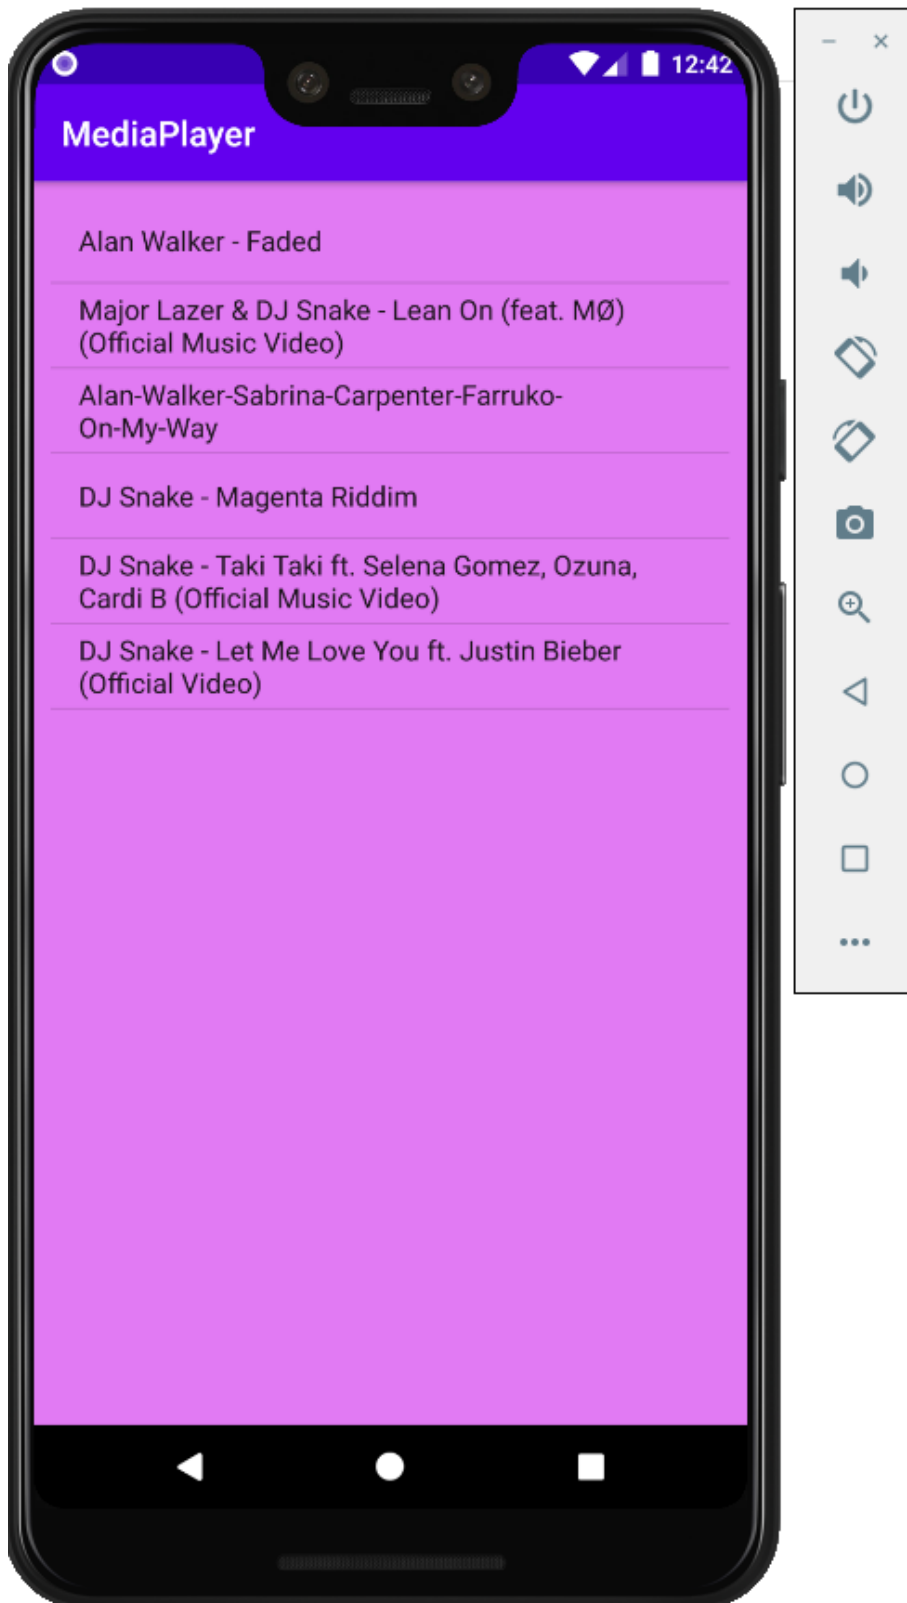 12:42
MediaPlayer
Alan Walker - Faded
Major Lazer & DJ Snake - Lean On (feat. MØ)
(Official Music Video)
Alan-Walker-Sabrina-Carpenter-Farruko-
On-My-Way
DJ Snake - Magenta Riddim
DJ Snake - Taki Taki ft. Selena Gomez, Ozuna,
Cardi B (Official Music Video)
DJ Snake - Let Me Love You ft. Justin Bieber
(Official Video)